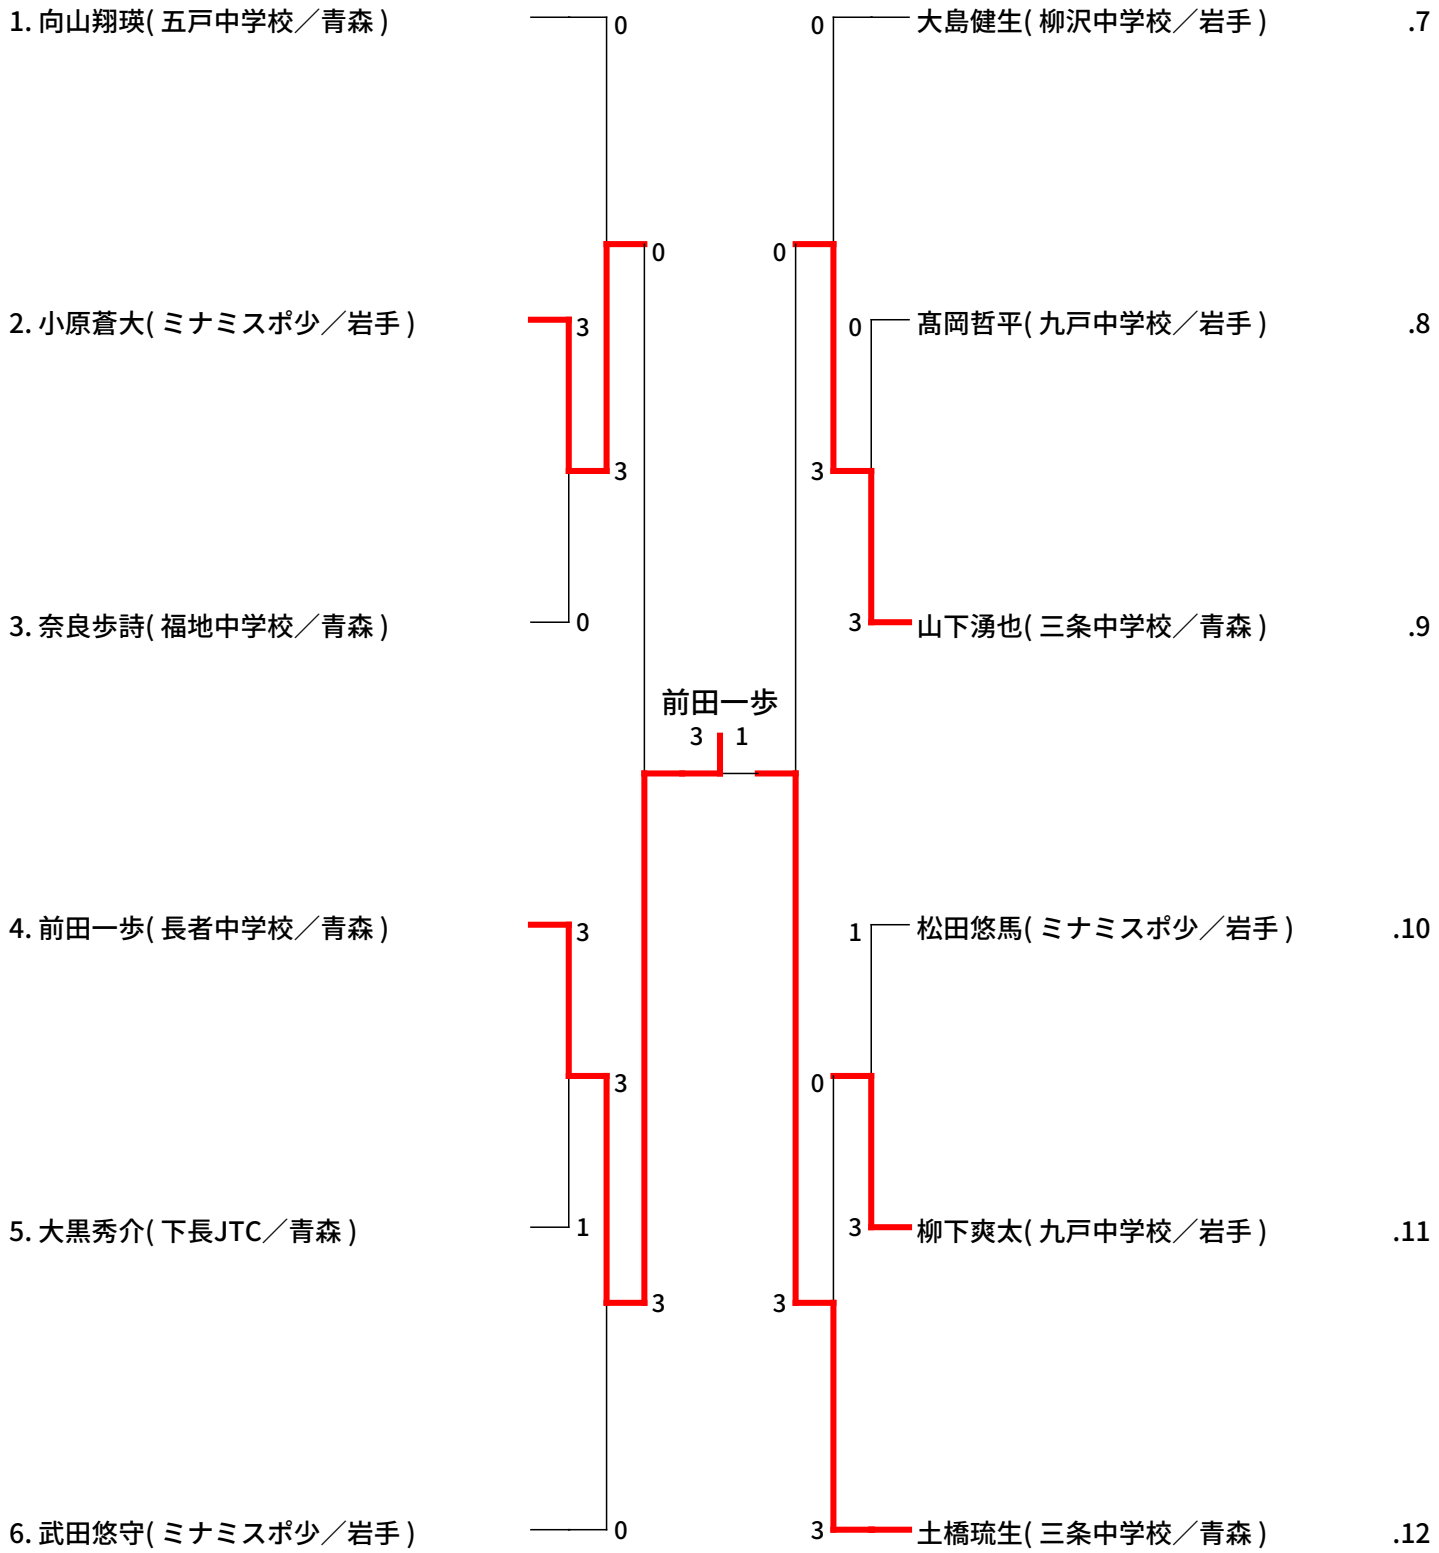 1. 向山翔瑛( 五戸中学校／青森 )
0
0
大島健生( 柳沢中学校／岩手 ) .7
0
0
2. 小原蒼大( ミナミスポ少／岩手 )
3
0
髙岡哲平( 九戸中学校／岩手 ) .8
3
3
3. 奈良歩詩( 福地中学校／青森 )
0
3
山下湧也( 三条中学校／青森 ) .9
前田一歩
3 1
4. 前田一歩( 長者中学校／青森 )
3
1
松田悠馬( ミナミスポ少／岩手 ) .10
3
0
5. 大黒秀介( 下長JTC／青森 )
1
3
柳下爽太( 九戸中学校／岩手 ) .11
3
3
6. 武田悠守( ミナミスポ少／岩手 )
0
3
土橋琉生( 三条中学校／青森 ) .12